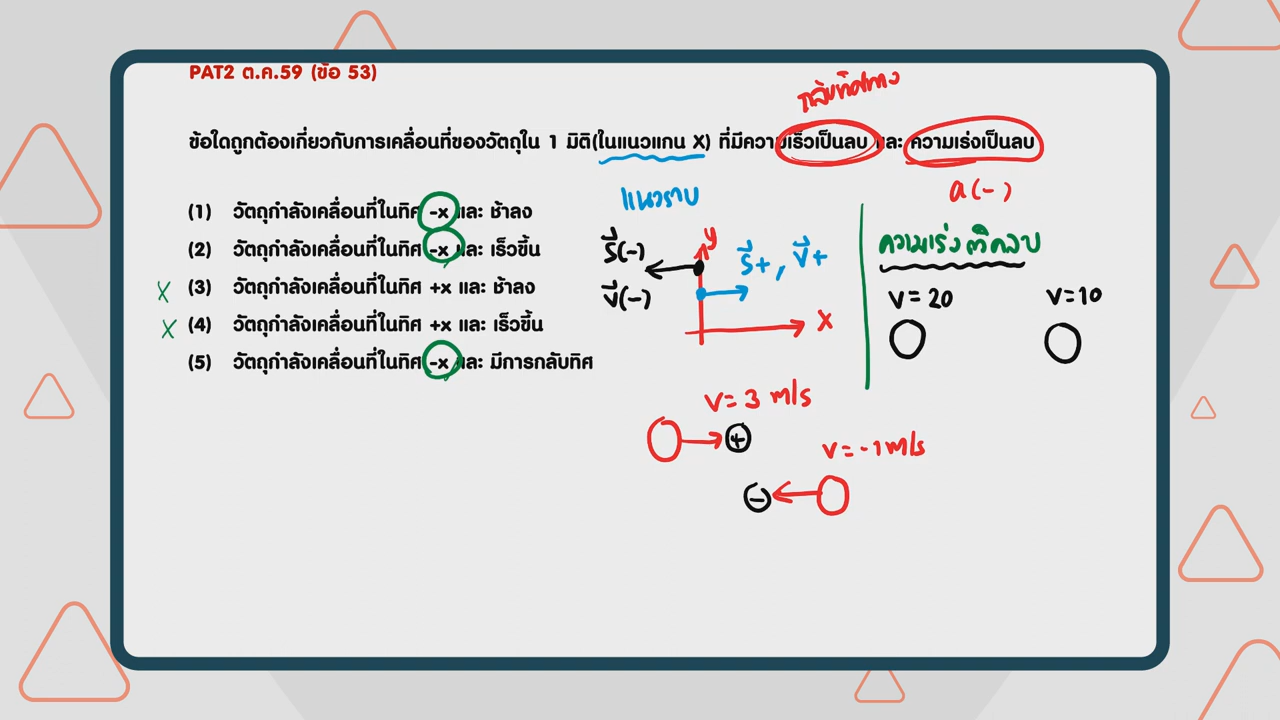 PAT2 ต.ค.59 (ข้อ 53)
กลับทิศทาง
ข้อใดถูกต้องเกี่ยวกับการเคลื่อนที่ของวัตถุใน 1 มิติ(ในแนวแกน X) ที่มีความเร็วเป็นลบ และ ความเร่งเป็นลบ
แนวราบ
a(-)
(1) วัตถุกำลังเคลื่อนที่ในทิศ -x และ ช้าลง
(2) วัตถุกำลังเคลื่อนที่ในทิศ -x และ เร็วขึ้น
X (3) วัตถุกำลังเคลื่อนที่ในทิศ +x และ ช้าลง
X (4) วัตถุกำลังเคลื่อนที่ในทิศ +x และ เร็วขึ้น
(5) วัตถุกำลังเคลื่อนที่ในทิศ -x และ มีการกลับทิศ
y
S⃗(-)
S⃗+ , V⃗+
V⃗(-)
X
ความเร่งติดลบ
V=20
V=10
V= 3 m/s
+
V= -1 m/s
-